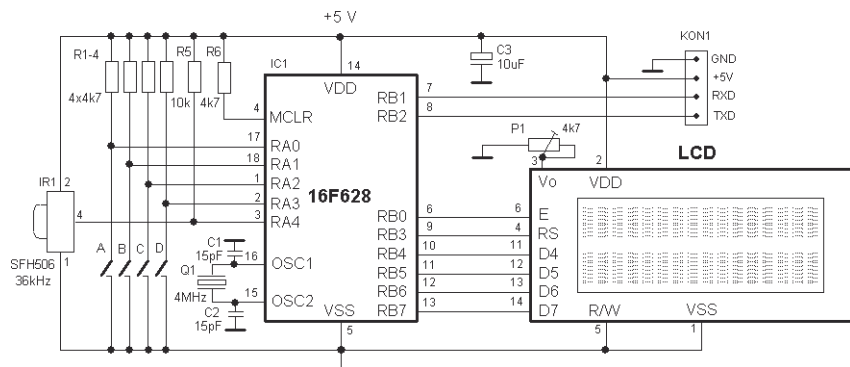 +5 V
R1-4
R5
R6
4x4k7
10k
4k7
IC1
14
VDD
C3
10uF
KON1
GND
+5V
RXD
TXD
7
RB1
8
RB2
4
MCLR
17
RA0
18
RA1
1
RA2
2
RA3
3
RA4
16F628
P1
4k7
3
2
LCD
Vo
VDD
IR1
2
4
1
SFH506
36kHz
A
B
C
D
C1
15pF
16
OSC1
Q1
4MHz
15
OSC2
C2
15pF
VSS
5
RB0
6
6
E
RB3
9
4
RS
RB4
10
11
D4
RB5
11
12
D5
RB6
12
13
D6
RB7
13
14
D7
R/W
5
VSS
1